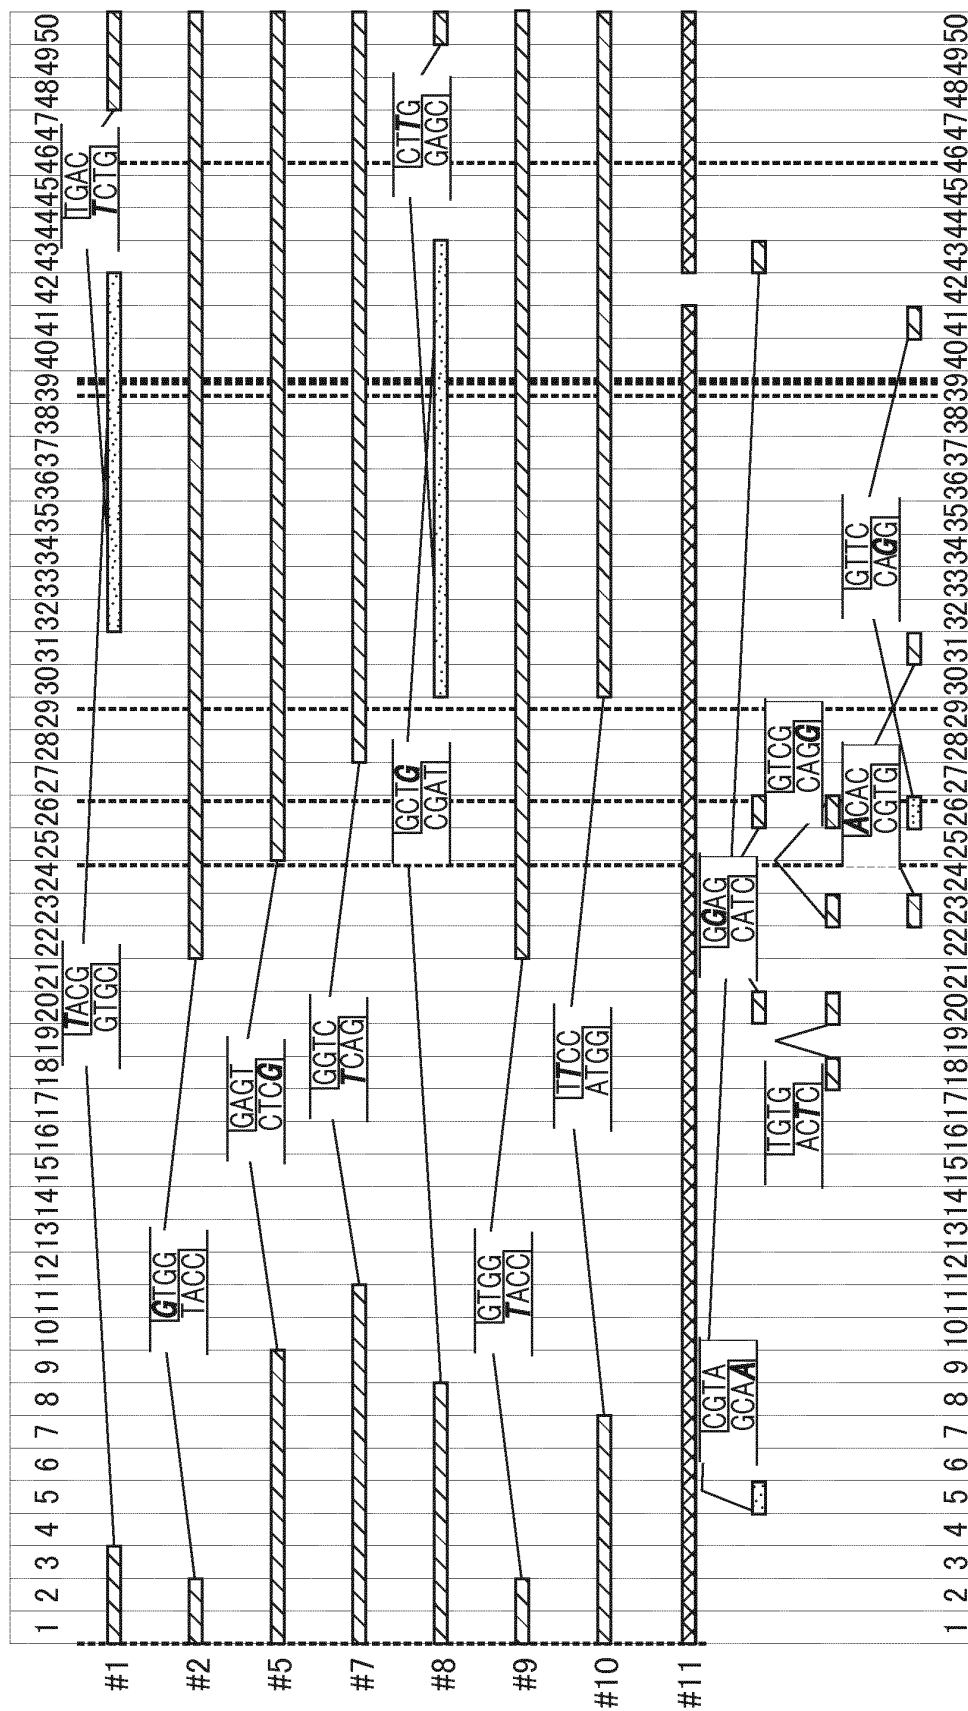 1 2 3 4 5 6 7 8 9 10 11 12 13 14 15 16 17 18 19 20 21 22 23 24 25 26 27 28 29 30 31 32 33 34 35 36 37 38 39 40 41 42 43 44 45 46 47 48 49 50
#1
TACG
GTGC
TGAC
TCTG
#2
GTGG
TACC
#5
GAGT
CTCG
#7
GGTC
TCAG
#8
GCTG
CGAT
CTTG
GAGC
#9
GTGG
TACC
#10
TTCC
ATGG
#11
CGTA
GCAA
GGAG
CATC
TGTG
ACTC
GTCG
CAGG
ACAC
CGTG
GTTC
CAGG
1 2 3 4 5 6 7 8 9 10 11 12 13 14 15 16 17 18 19 20 21 22 23 24 25 26 27 28 29 30 31 32 33 34 35 36 37 38 39 40 41 42 43 44 45 46 47 48 49 50